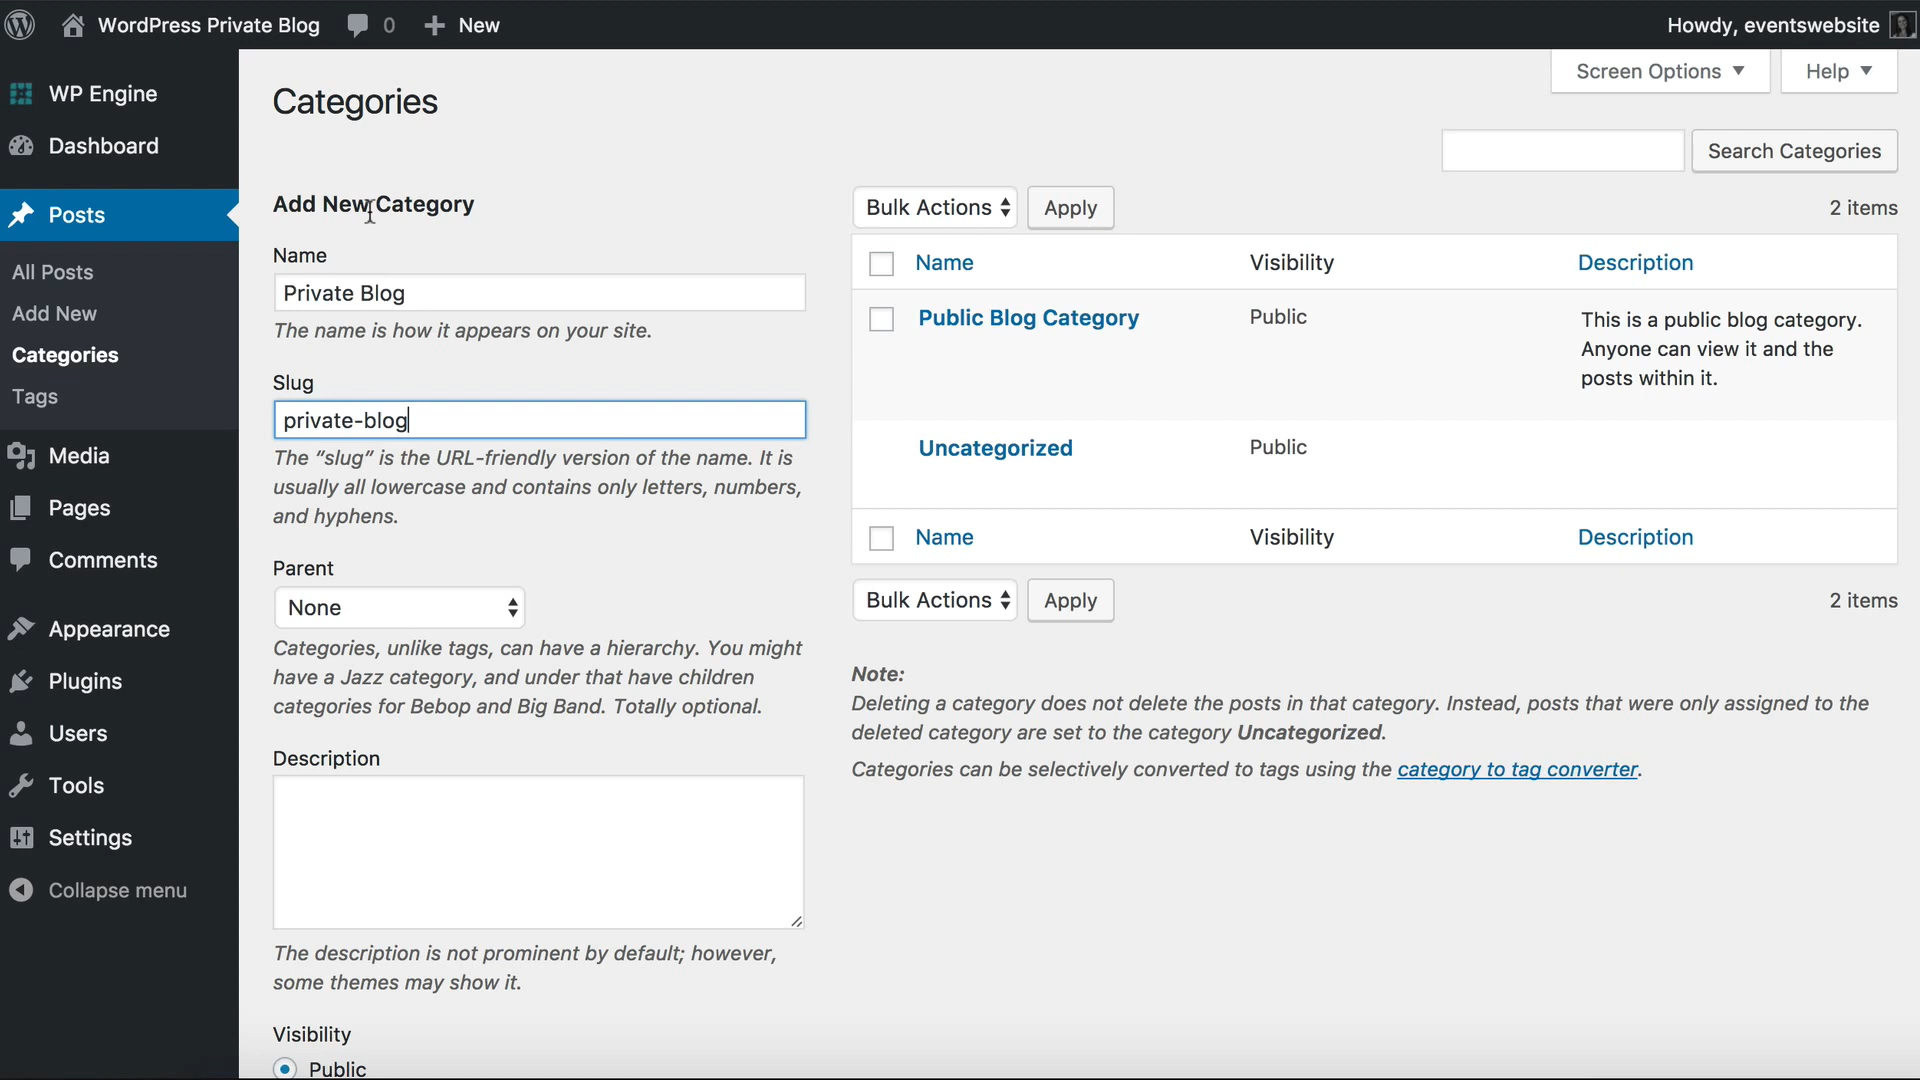 WordPress Private Blog 0 New Howdy, eventswebsite
WP Engine
Dashboard
Posts
All Posts
Add New
Categories
Tags
Media
Pages
Comments
Appearance
Plugins
Users
Tools
Settings
Collapse menu
Screen Options Help
Categories
Search Categories
Add New Category
Name
Private Blog
The name is how it appears on your site.
Slug
private-blog
The “slug” is the URL-friendly version of the name. It is
usually all lowercase and contains only letters, numbers,
and hyphens.
Parent
None
Categories, unlike tags, can have a hierarchy. You might
have a Jazz category, and under that have children
categories for Bebop and Big Band. Totally optional.
Description
The description is not prominent by default; however,
some themes may show it.
Visibility
Public
Bulk Actions Apply 2 items
Name Visibility Description
Public Blog Category Public This is a public blog category.
Anyone can view it and the
posts within it.
Uncategorized Public
Name Visibility Description
Bulk Actions Apply 2 items
Note:
Deleting a category does not delete the posts in that category. Instead, posts that were only assigned to the
deleted category are set to the category Uncategorized.
Categories can be selectively converted to tags using the category to tag converter.